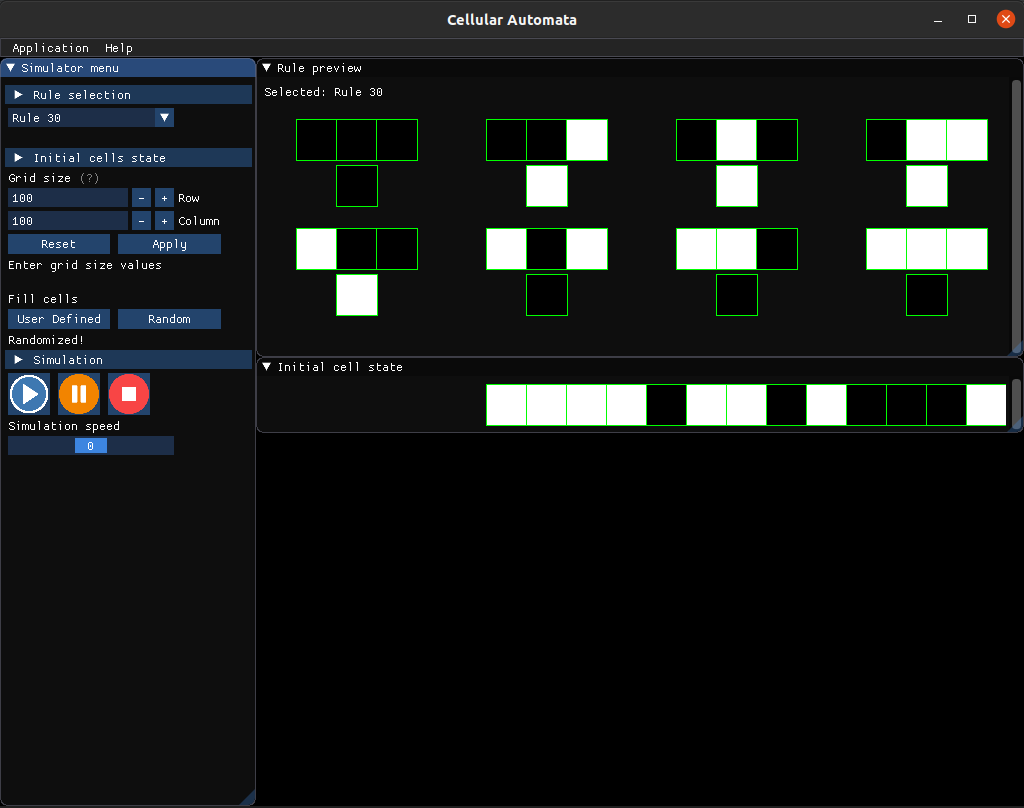 Cellular Automata
Application Help
Simulator menu
Rule selection
Rule 30
Initial cells state
Grid size (?)
100 - + Row
100 - + Column
Reset Apply
Enter grid size values
Fill cells
User Defined Random
Randomized!
Simulation
Simulation speed
0
Rule preview
Selected: Rule 30
Initial cell state